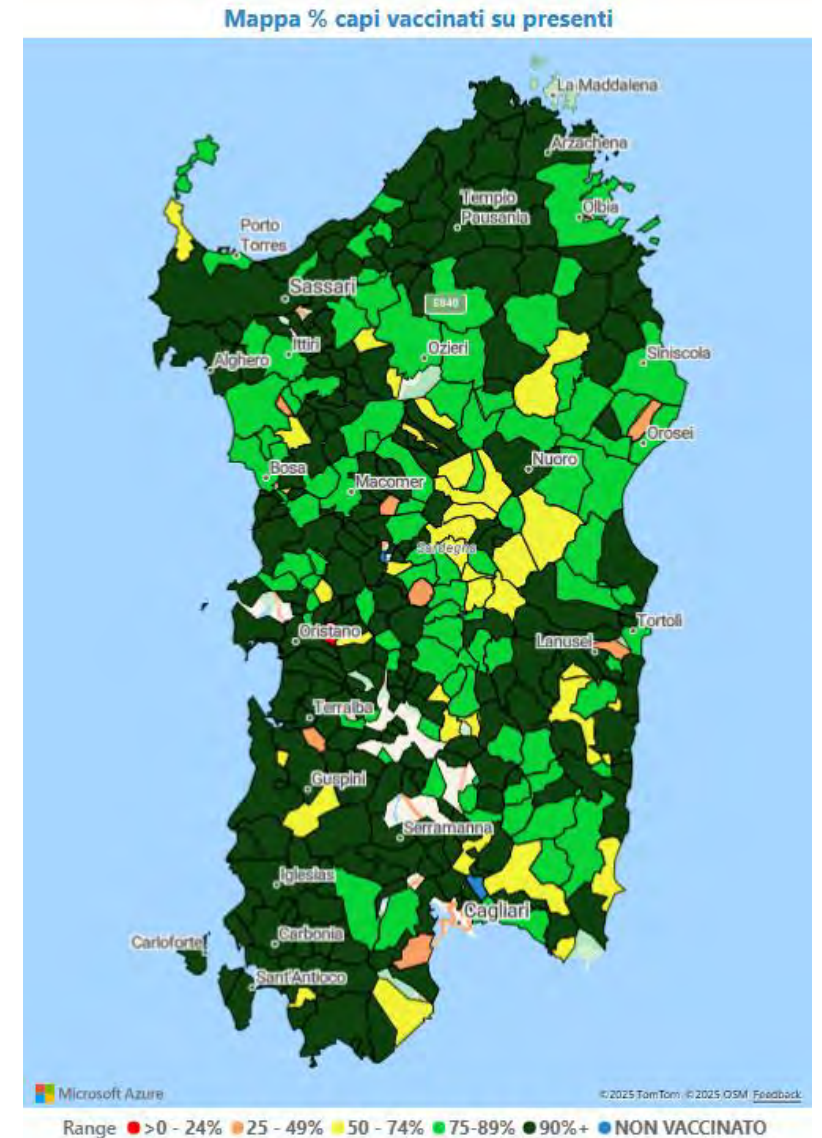 Mappa % capi vaccinati su presenti
La Maddalena
Arzachena
Tempio
Pausania
Olbia
Porto
Torres
Sassari
E840
Ittiri
Ozieri
Alghero
Siniscola
Orosei
Nuoro
Bosa
Macomer
Sardegna
Oristano
Tortolì
Lanusei
Terralba
Guspini
Serramanna
Iglesias
Cagliari
Carbonia
Carloforte
Sant'Antioco
Microsoft Azure
© 2025 TomTom © 2025 OSM Feedback
Range >0 - 24% 25 - 49% 50 - 74% 75-89% 90%+ NON VACCINATO